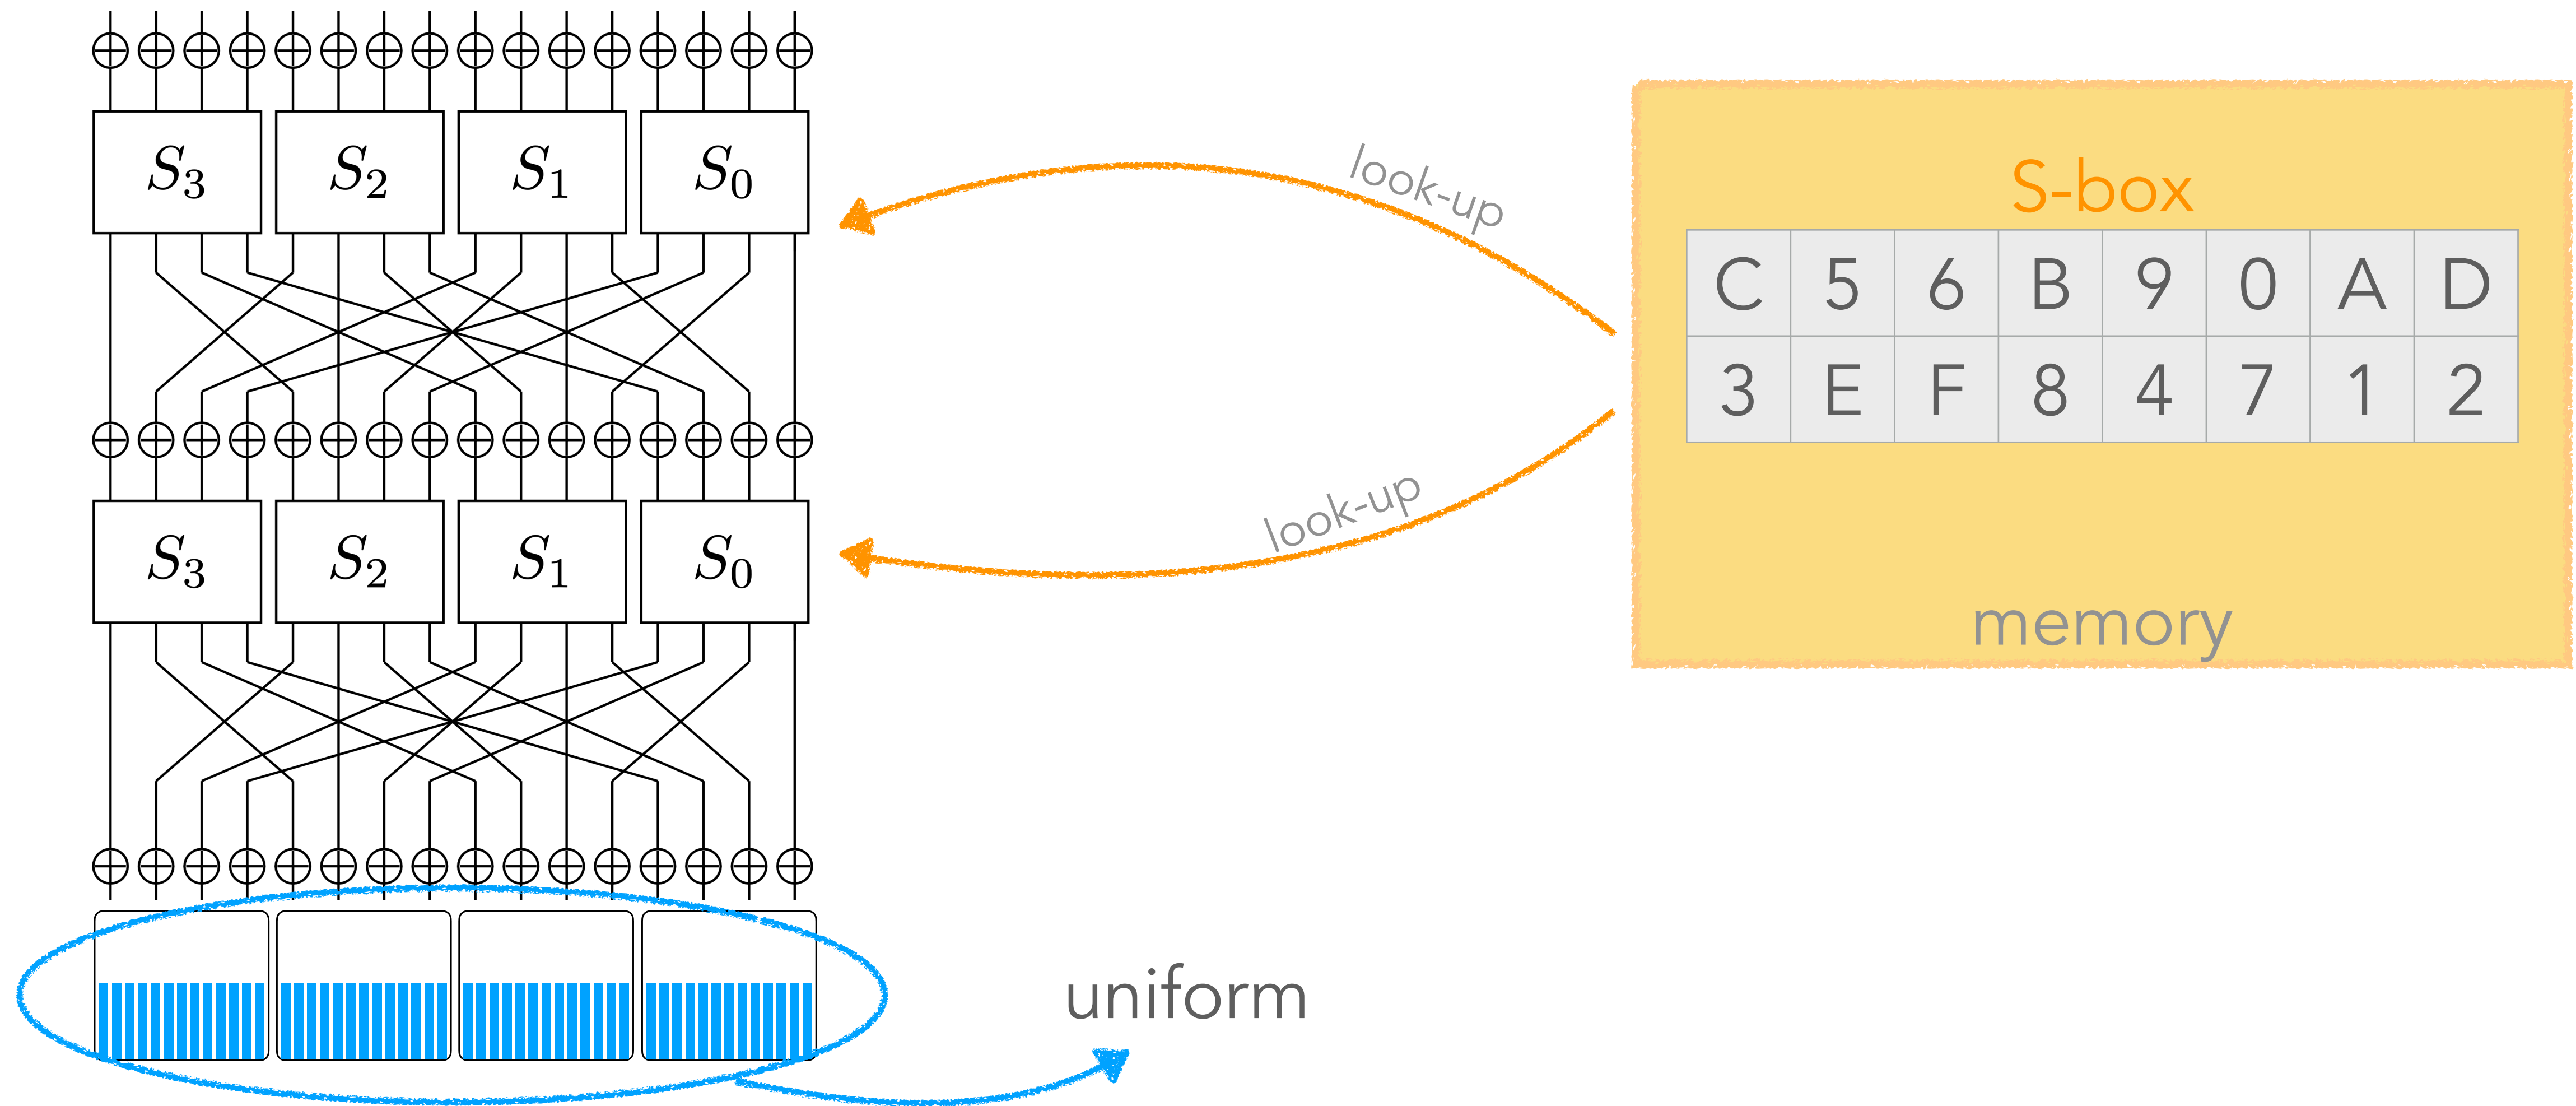 S3 S2 S1 S0
look-up
S-box
C 5 6 B 9 0 A D
3 E F 8 4 7 1 2
look-up
S3 S2 S1 S0
memory
uniform